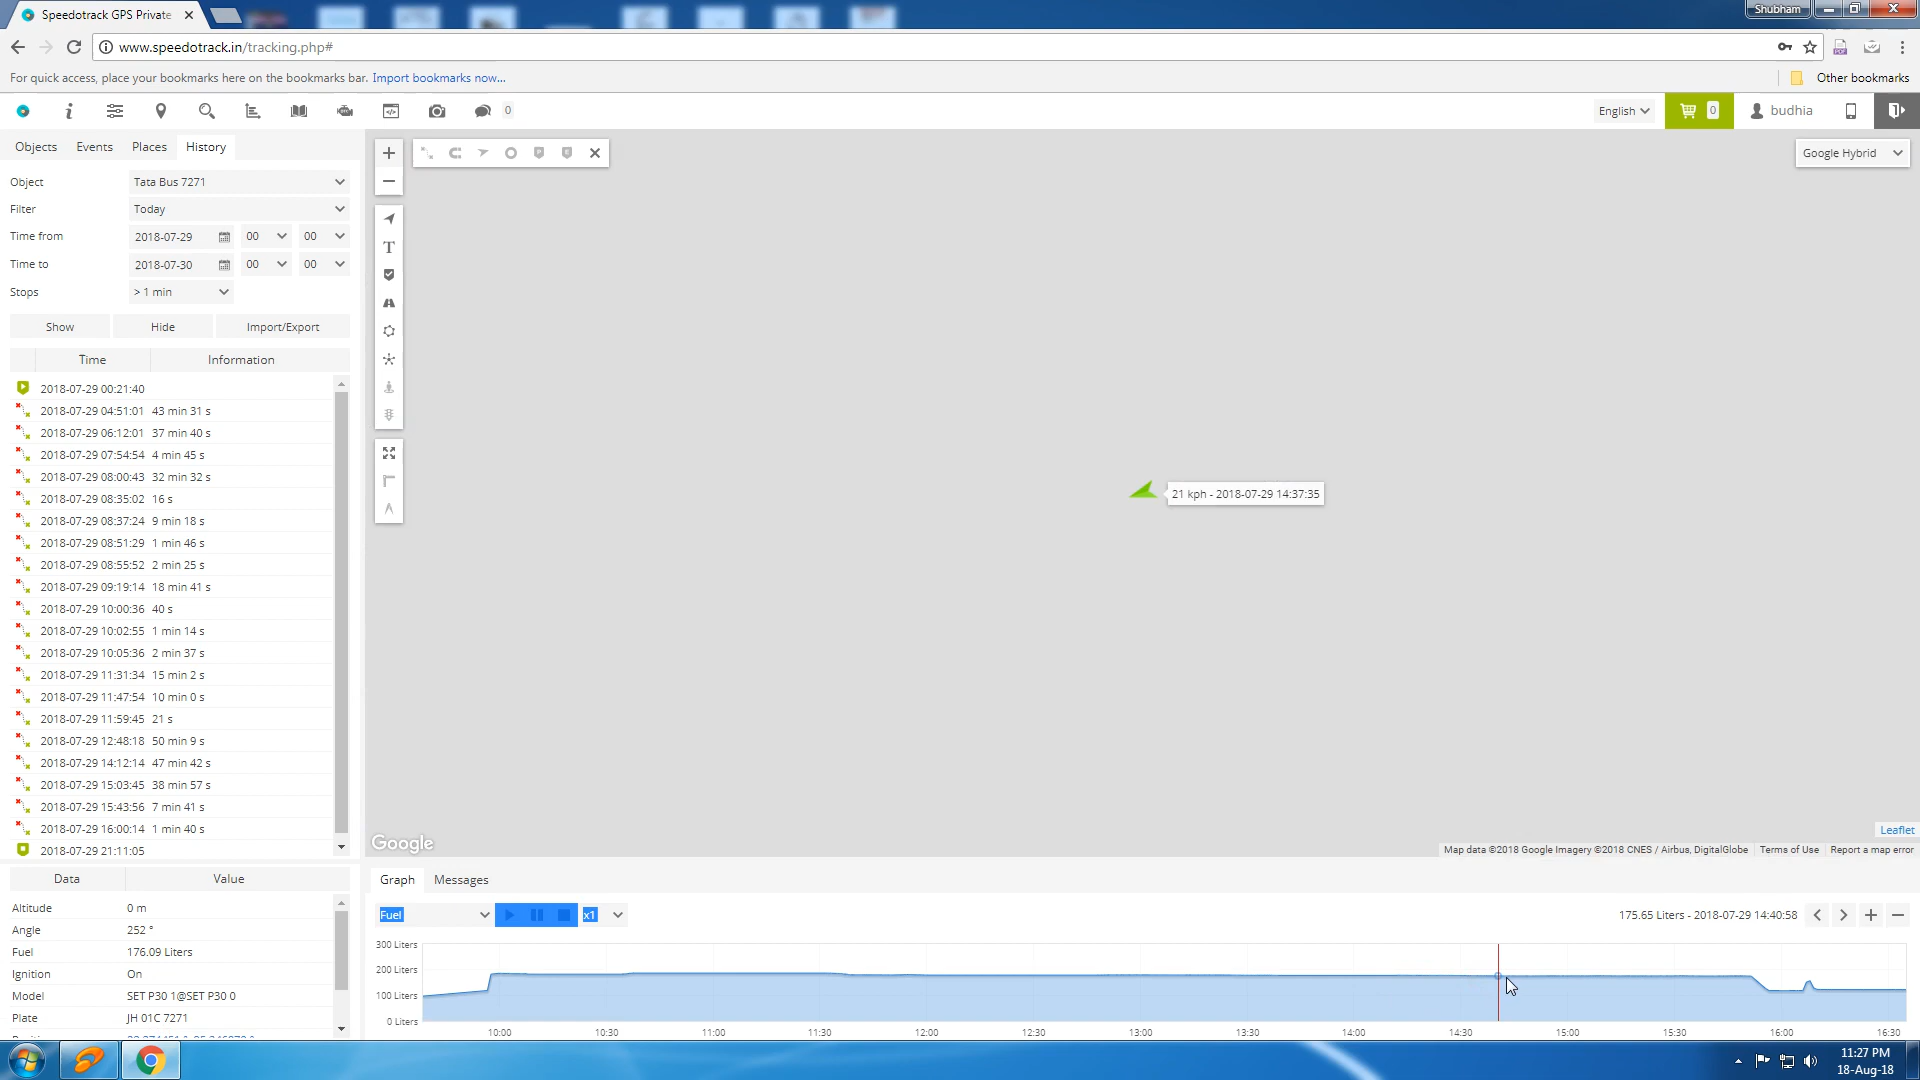 Speedotrack GPS Private
Shubham
www.speedotrack.in/tracking.php#
For quick access, place your bookmarks here on the bookmarks bar. Import bookmarks now...
Other bookmarks
0
English
0
budhia
Objects Events Places History
Google Hybrid
Object Tata Bus 7271
Filter Today
Time from 2018-07-29 00 00
Time to 2018-07-30 00 00
Stops > 1 min
Show Hide Import/Export
Time Information
2018-07-29 00:21:40
2018-07-29 04:51:01 43 min 31 s
2018-07-29 06:12:01 37 min 40 s
2018-07-29 07:54:54 4 min 45 s
2018-07-29 08:00:43 32 min 32 s
2018-07-29 08:35:02 16 s
2018-07-29 08:37:24 9 min 18 s
2018-07-29 08:51:29 1 min 46 s
2018-07-29 08:55:52 2 min 25 s
2018-07-29 09:19:14 18 min 41 s
2018-07-29 10:00:36 40 s
2018-07-29 10:02:55 1 min 14 s
2018-07-29 10:05:36 2 min 37 s
2018-07-29 11:31:34 15 min 2 s
2018-07-29 11:47:54 10 min 0 s
2018-07-29 11:59:45 21 s
2018-07-29 12:48:18 50 min 9 s
2018-07-29 14:12:14 47 min 42 s
2018-07-29 15:03:45 38 min 57 s
2018-07-29 15:43:56 7 min 41 s
2018-07-29 16:00:14 1 min 40 s
2018-07-29 21:11:05
21 kph - 2018-07-29 14:37:35
Google
Leaflet
Map data ©2018 Google Imagery ©2018 CNES / Airbus, DigitalGlobe Terms of Use Report a map error
Data Value
Altitude 0 m
Angle 252 °
Fuel 176.09 Liters
Ignition On
Model SET P30 1@SET P30 0
Plate JH 01C 7271
Graph Messages
Fuel x1
175.65 Liters - 2018-07-29 14:40:58
300 Liters
200 Liters
100 Liters
0 Liters
10:00 10:30 11:00 11:30 12:00 12:30 13:00 13:30 14:00 14:30 15:00 15:30 16:00 16:30
11:27 PM
18-Aug-18